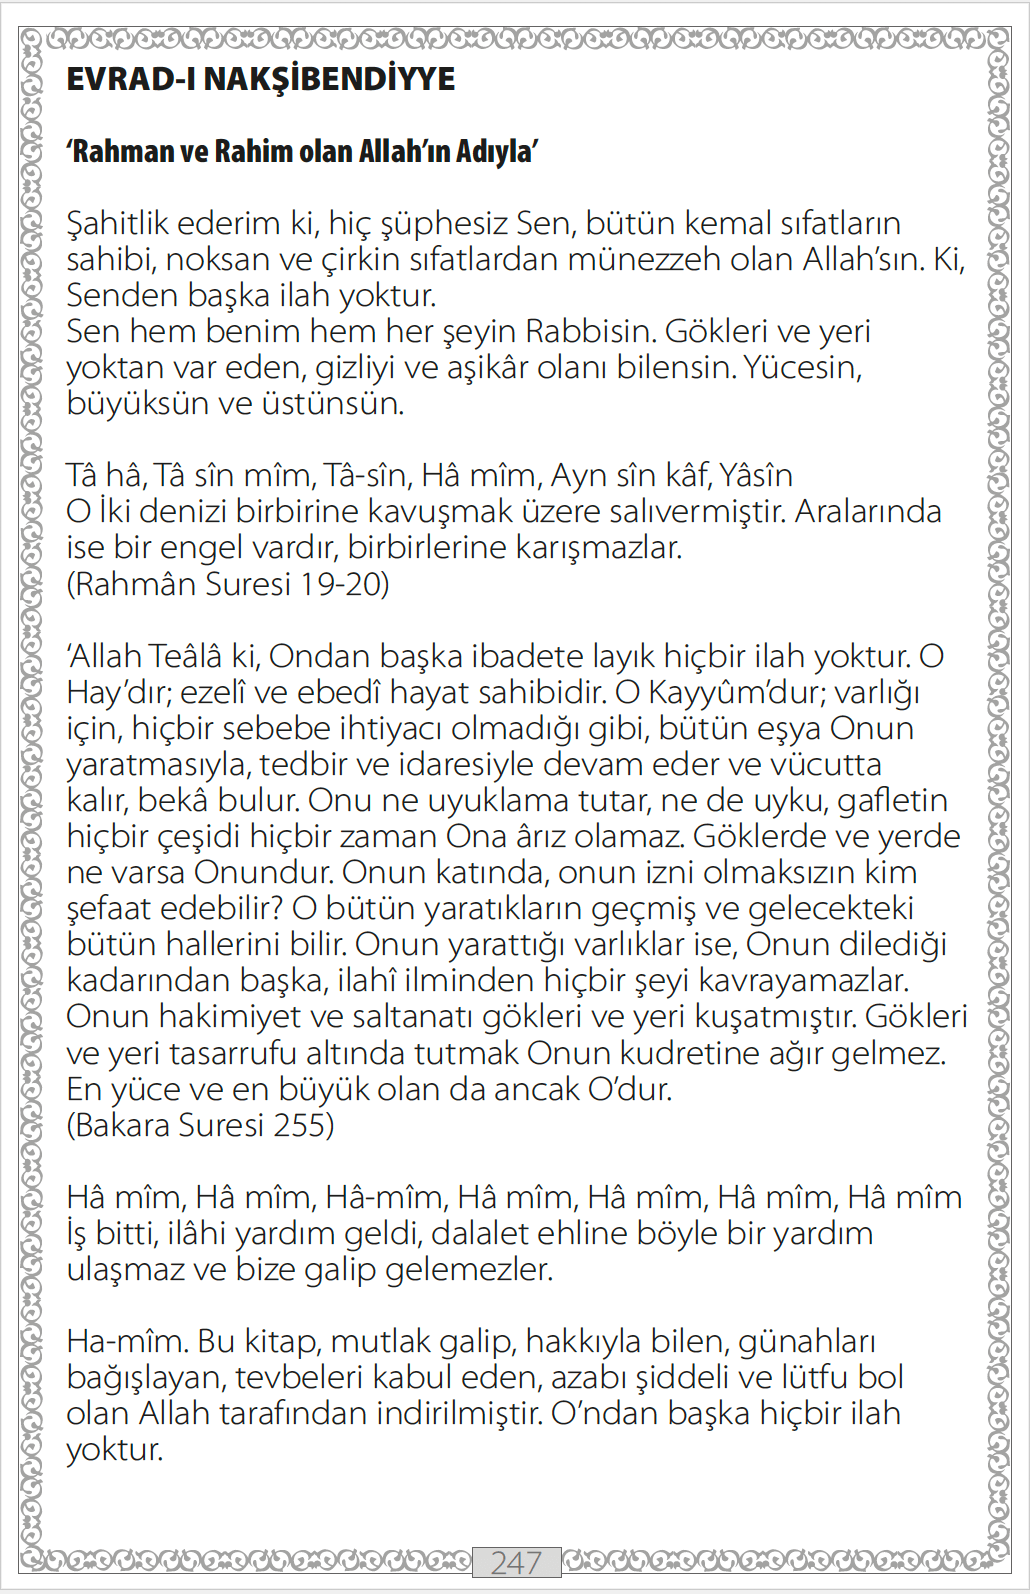 EVRAD-I NAKŞİBENDİYYE
‘Rahman ve Rahim olan Allah’ın Adıyla’
Şahitlik ederim ki, hiç şüphesiz Sen, bütün kemal sıfatların
sahibi, noksan ve çirkin sıfatlardan münezzeh olan Allah’sın. Ki,
Senden başka ilah yoktur.
Sen hem benim hem her şeyin Rabbisin. Gökleri ve yeri
yoktan var eden, gizliyi ve aşikâr olanı bilensin. Yücesin,
büyüksün ve üstünsün.
Tâ hâ, Tâ sîn mîm, Tâ-sîn, Hâ mîm, Ayn sîn kâf, Yâsîn
O İki denizi birbirine kavuşmak üzere salıvermiştir. Aralarında
ise bir engel vardır, birbirlerine karışmazlar.
(Rahmân Suresi 19-20)
‘Allah Teâlâ ki, Ondan başka ibadete layık hiçbir ilah yoktur. O
Hay’dır; ezelî ve ebedî hayat sahibidir. O Kayyûm’dur; varlığı
için, hiçbir sebebe ihtiyacı olmadığı gibi, bütün eşya Onun
yaratmasıyla, tedbir ve idaresiyle devam eder ve vücutta
kalır, bekâ bulur. Onu ne uyuklama tutar, ne de uyku, gafletin
hiçbir çeşidi hiçbir zaman Ona ârız olamaz. Göklerde ve yerde
ne varsa Onundur. Onun katında, onun izni olmaksızın kim
şefaat edebilir? O bütün yaratıkların geçmiş ve gelecekteki
bütün hallerini bilir. Onun yarattığı varlıklar ise, Onun dilediği
kadarından başka, ilahî ilminden hiçbir şeyi kavrayamazlar.
Onun hakimiyet ve saltanatı gökleri ve yeri kuşatmıştır. Gökleri
ve yeri tasarrufu altında tutmak Onun kudretine ağır gelmez.
En yüce ve en büyük olan da ancak O’dur.
(Bakara Suresi 255)
Hâ mîm, Hâ mîm, Hâ-mîm, Hâ mîm, Hâ mîm, Hâ mîm, Hâ mîm
İş bitti, ilâhi yardım geldi, dalalet ehline böyle bir yardım
ulaşmaz ve bize galip gelemezler.
Ha-mîm. Bu kitap, mutlak galip, hakkıyla bilen, günahları
bağışlayan, tevbeleri kabul eden, azabı şiddeli ve lütfu bol
olan Allah tarafından indirilmiştir. O’ndan başka hiçbir ilah
yoktur.
247